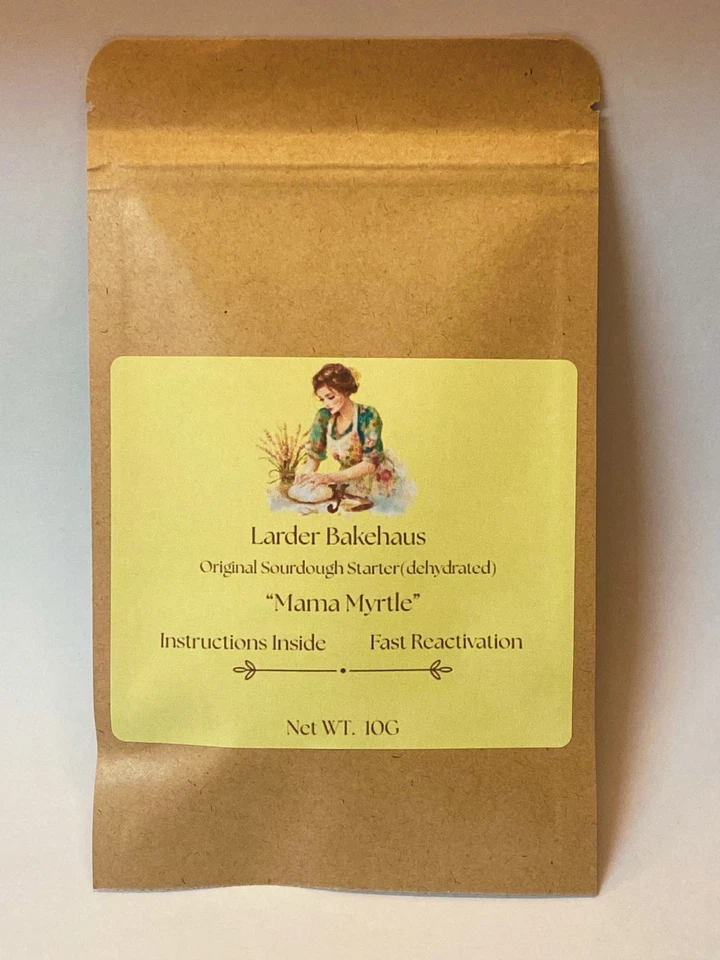 J
Larder Bakehaus
Original Sourdough Starter(dehydrated)
“Mama Myrtle”
Instructions Inside Fast Reactivation
Net WT. 10G